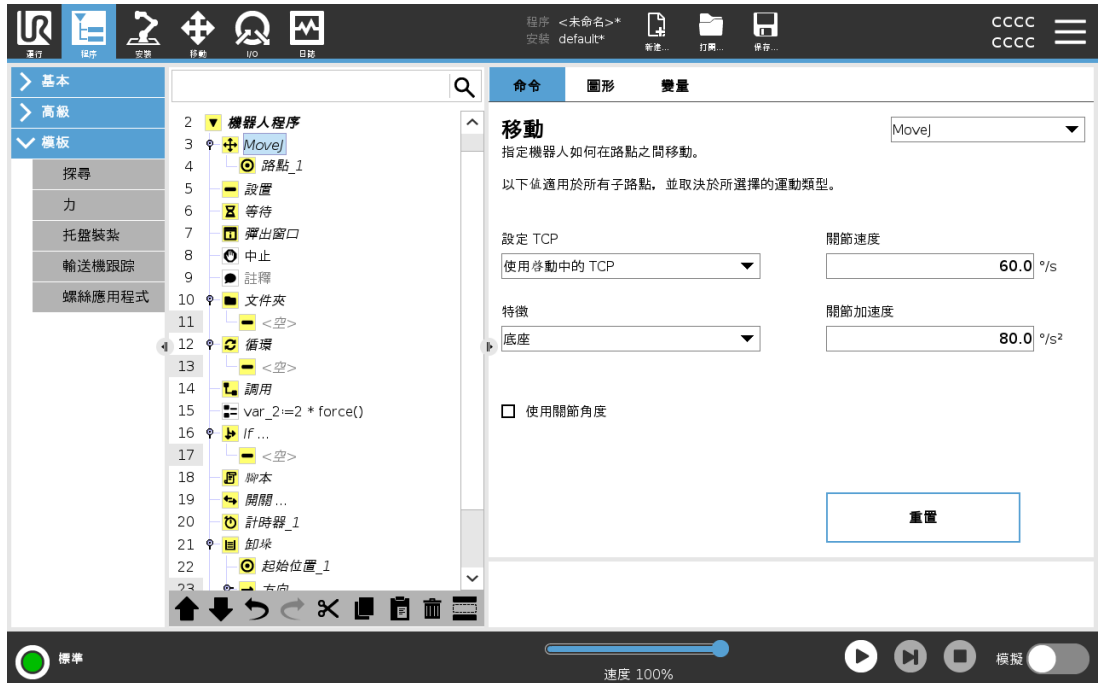 UR
運行
程序
安裝
移動
I/O
日誌
程序 <未命名>*
安裝 default*
新建...
打開...
保存...
CCCC
CCCC
基本
高級
模板
探尋
力
托盤裝紮
輸送機跟踪
螺絲應用程式
2 機器人程序
3 MoveJ
4 路點_1
5 設置
6 等待
7 彈出窗口
8 中止
9 註釋
10 文件夾
11 <空>
12 循環
13 <空>
14 調用
15 var_2:=2 * force()
16 If ...
17 <空>
18 腳本
19 開關 ...
20 計時器_1
21 卸垛
22 起始位置_1
23 方向
命令
圖形
變量
移動
MoveJ
指定機器人如何在路點之間移動。
以下值適用於所有子路點，並取決於所選擇的運動類型。
設定 TCP
使用啓動中的 TCP
特徵
底座
關節速度
60.0 °/s
關節加速度
80.0 °/s²
使用關節角度
重置
標準
速度 100%
模擬